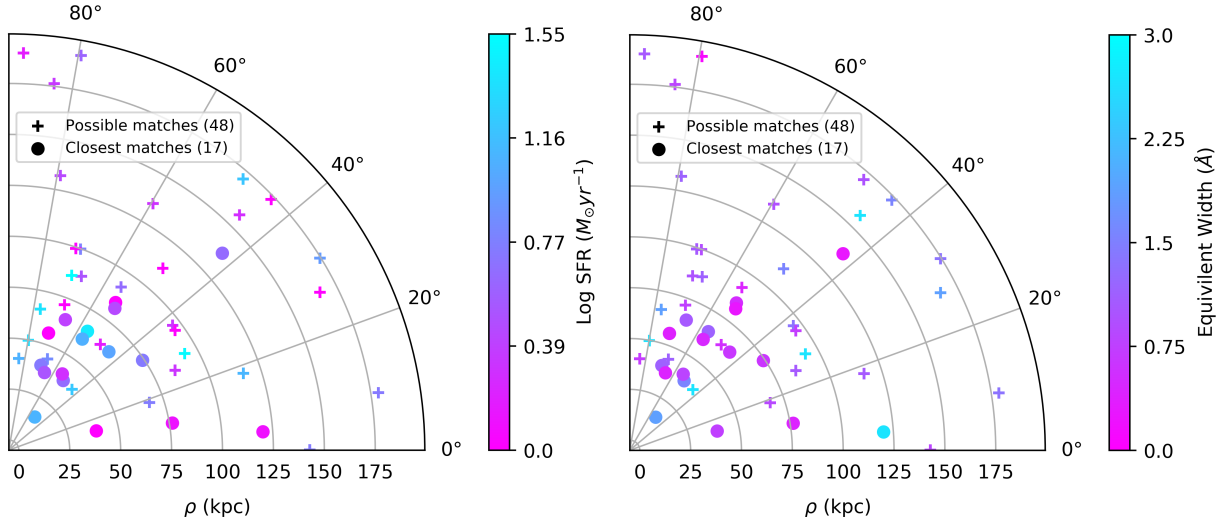 80°
60°
40°
20°
0°
Possible matches (48)
Closest matches (17)
0 25 50 75 100 125 150 175
ρ (kpc)
1.55
1.16
0.77
0.39
0.0
Log SFR (M⊙yr⁻¹)
80°
60°
40°
20°
0°
Possible matches (48)
Closest matches (17)
0 25 50 75 100 125 150 175
ρ (kpc)
3.0
2.25
1.5
0.75
0.0
Equivilent Width (Å)